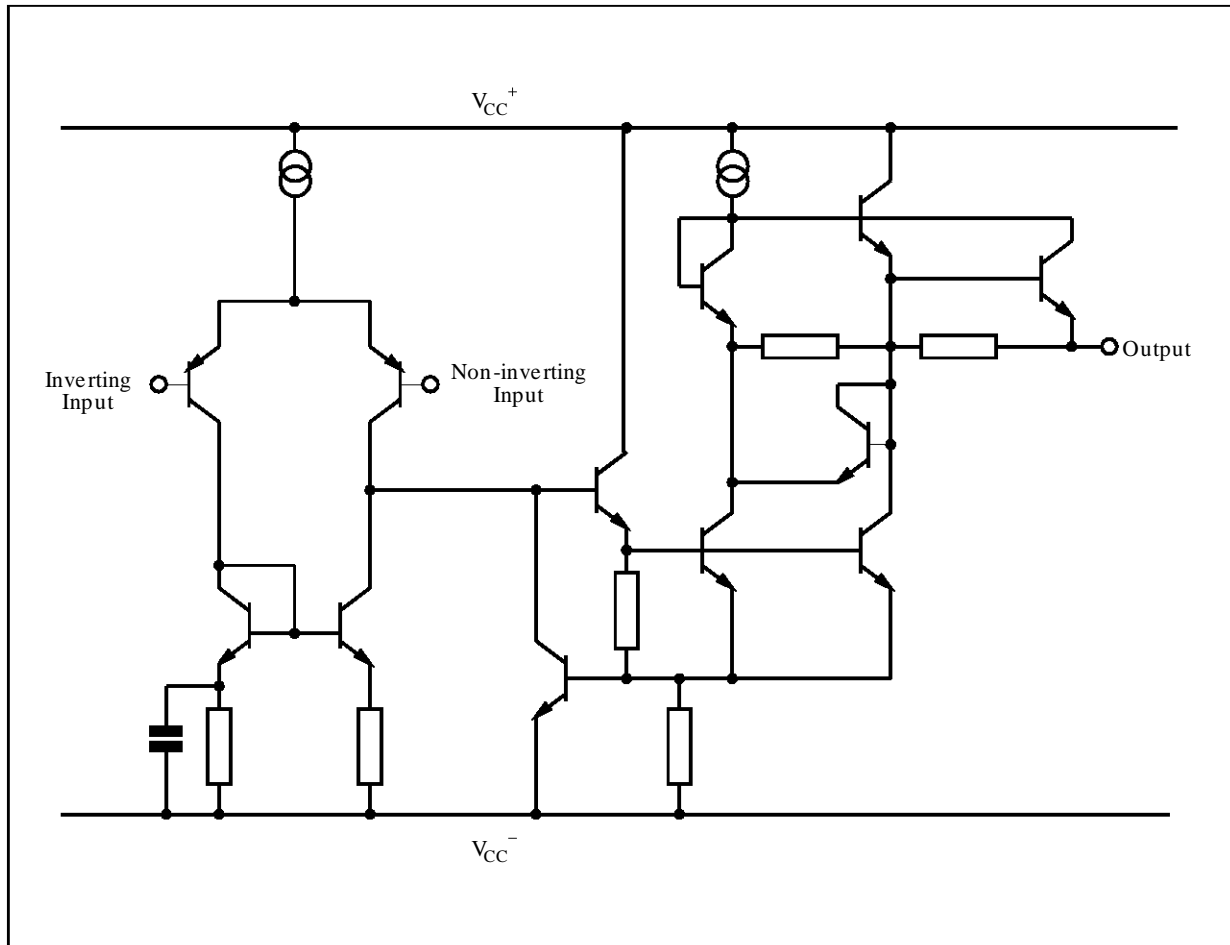 VCC+
Inverting
Input
Non-inverting
Input
Output
VCC−